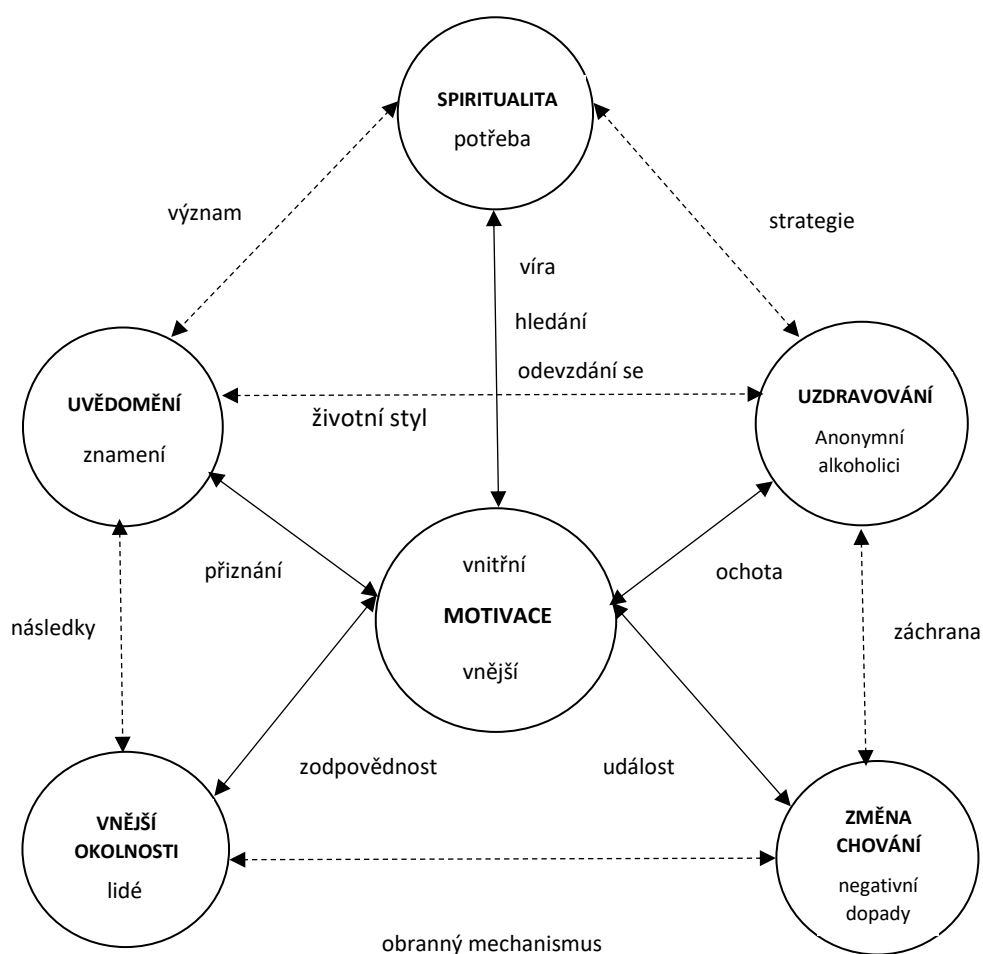 SPIRITUALITA
potřeba
význam
strategie
víra
hledání
odevzdání se
životní styl
UVĚDOMĚNÍ
znamení
UZDRAVOVÁNÍ
Anonymní
alkoholici
přiznání
vnitřní
MOTIVACE
vnější
ochota
následky
záchrana
zodpovědnost
událost
VNĚJŠÍ
OKOLNOSTI
lidé
ZMĚNA
CHOVÁNÍ
negativní
dopady
obranný mechanismus